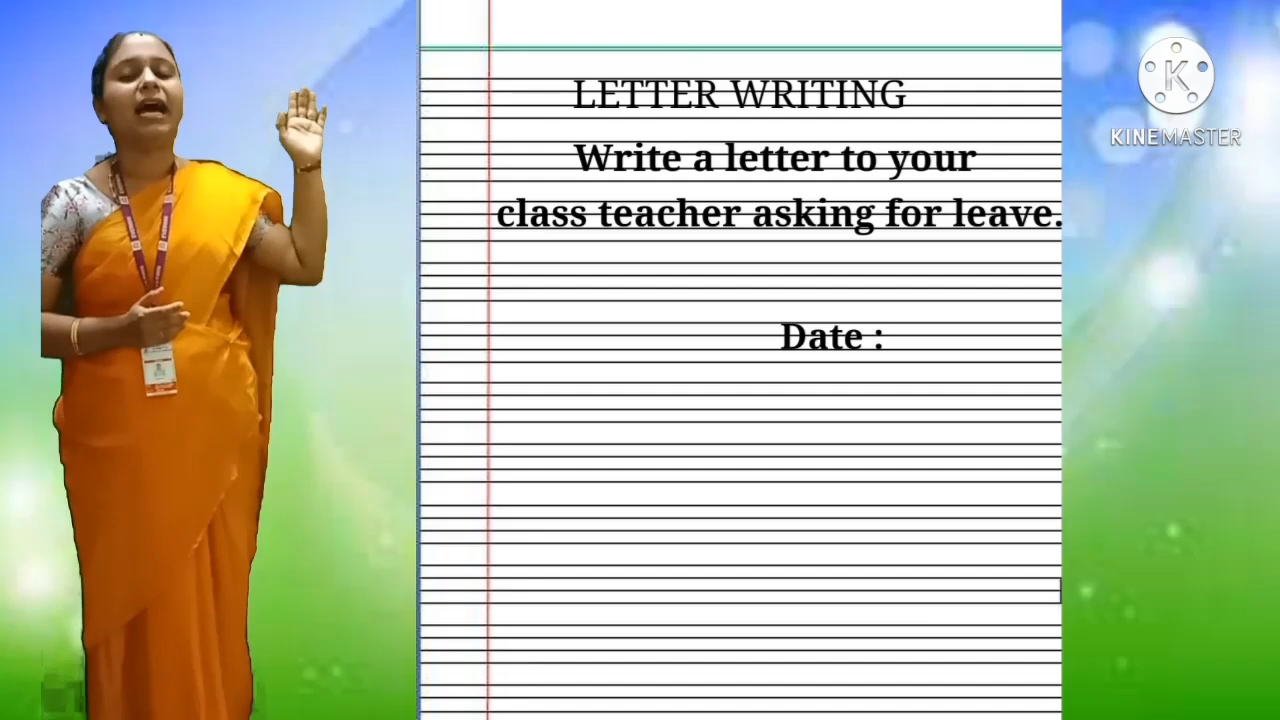 LETTER WRITING
Write a letter to your
class teacher asking for leave.
Date :
KINEMASTER